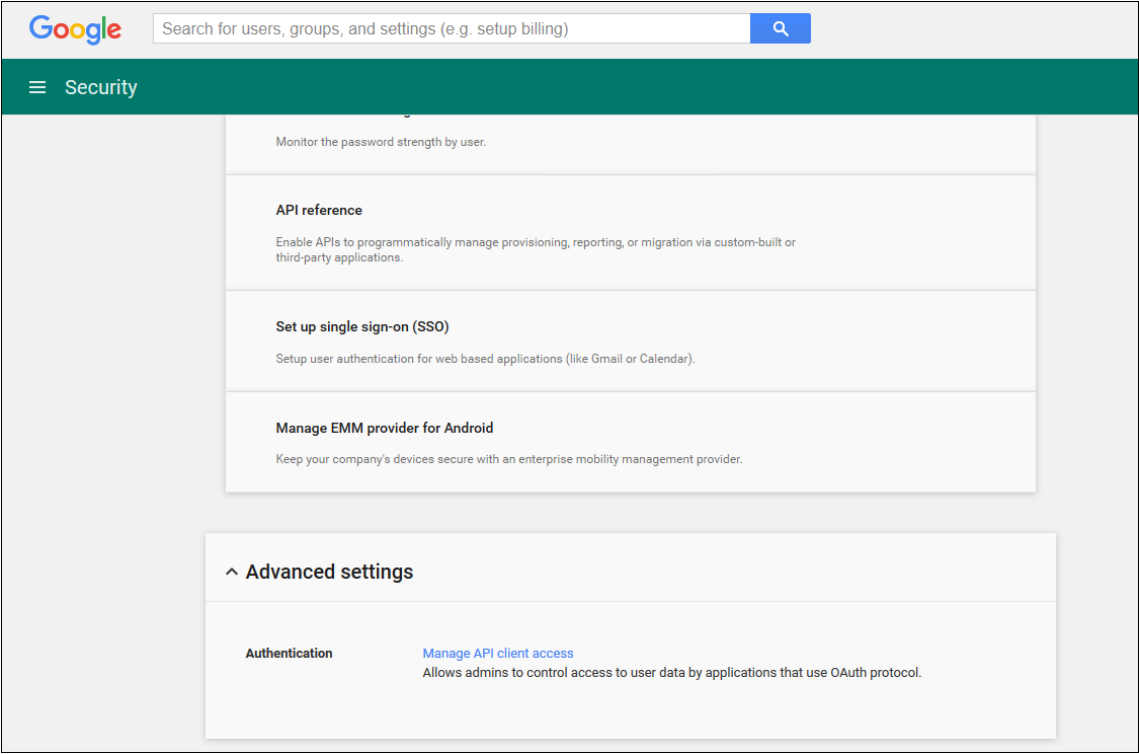 Google
Search for users, groups, and settings (e.g. setup billing)
Security
Monitor the password strength by user.
API reference
Enable APIs to programmatically manage provisioning, reporting, or migration via custom-built or
third-party applications.
Set up single sign-on (SSO)
Setup user authentication for web based applications (like Gmail or Calendar).
Manage EMM provider for Android
Keep your company's devices secure with an enterprise mobility management provider.
Advanced settings
Authentication
Manage API client access
Allows admins to control access to user data by applications that use OAuth protocol.